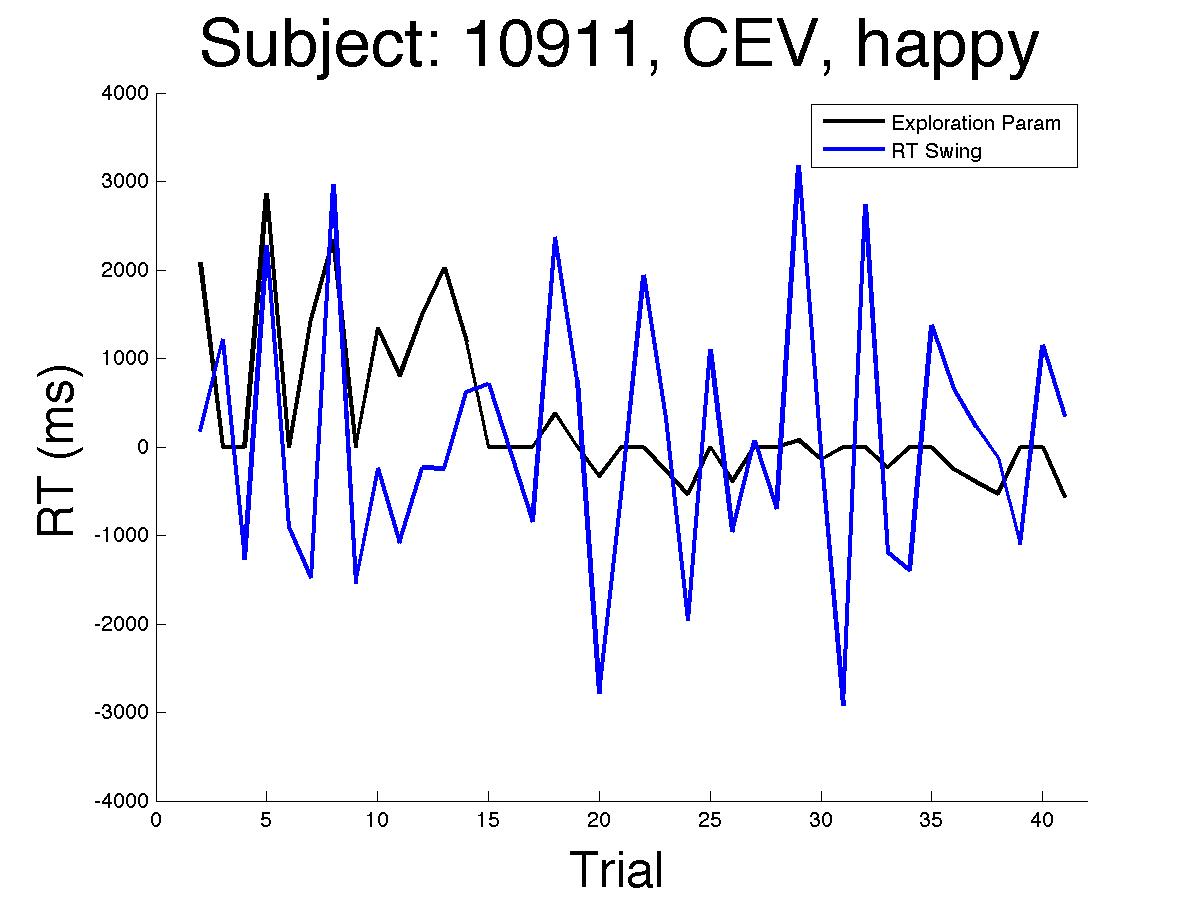 Subject: 10911, CEV, happy
Exploration Param
RT Swing
RT (ms)
4000
3000
2000
1000
0
-1000
-2000
-3000
-4000
0 5 10 15 20 25 30 35 40
Trial